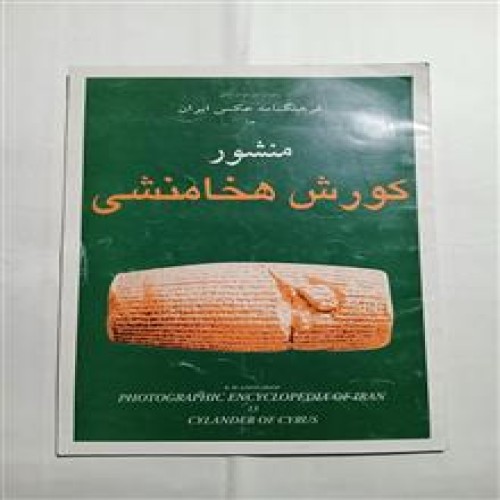 فرهنگنامه عکس ایران
منشور
کورش هخامنشی
PHOTOGRAPHIC ENCYCLOPEDIA OF IRAN
CYLANDER OF CYRUS